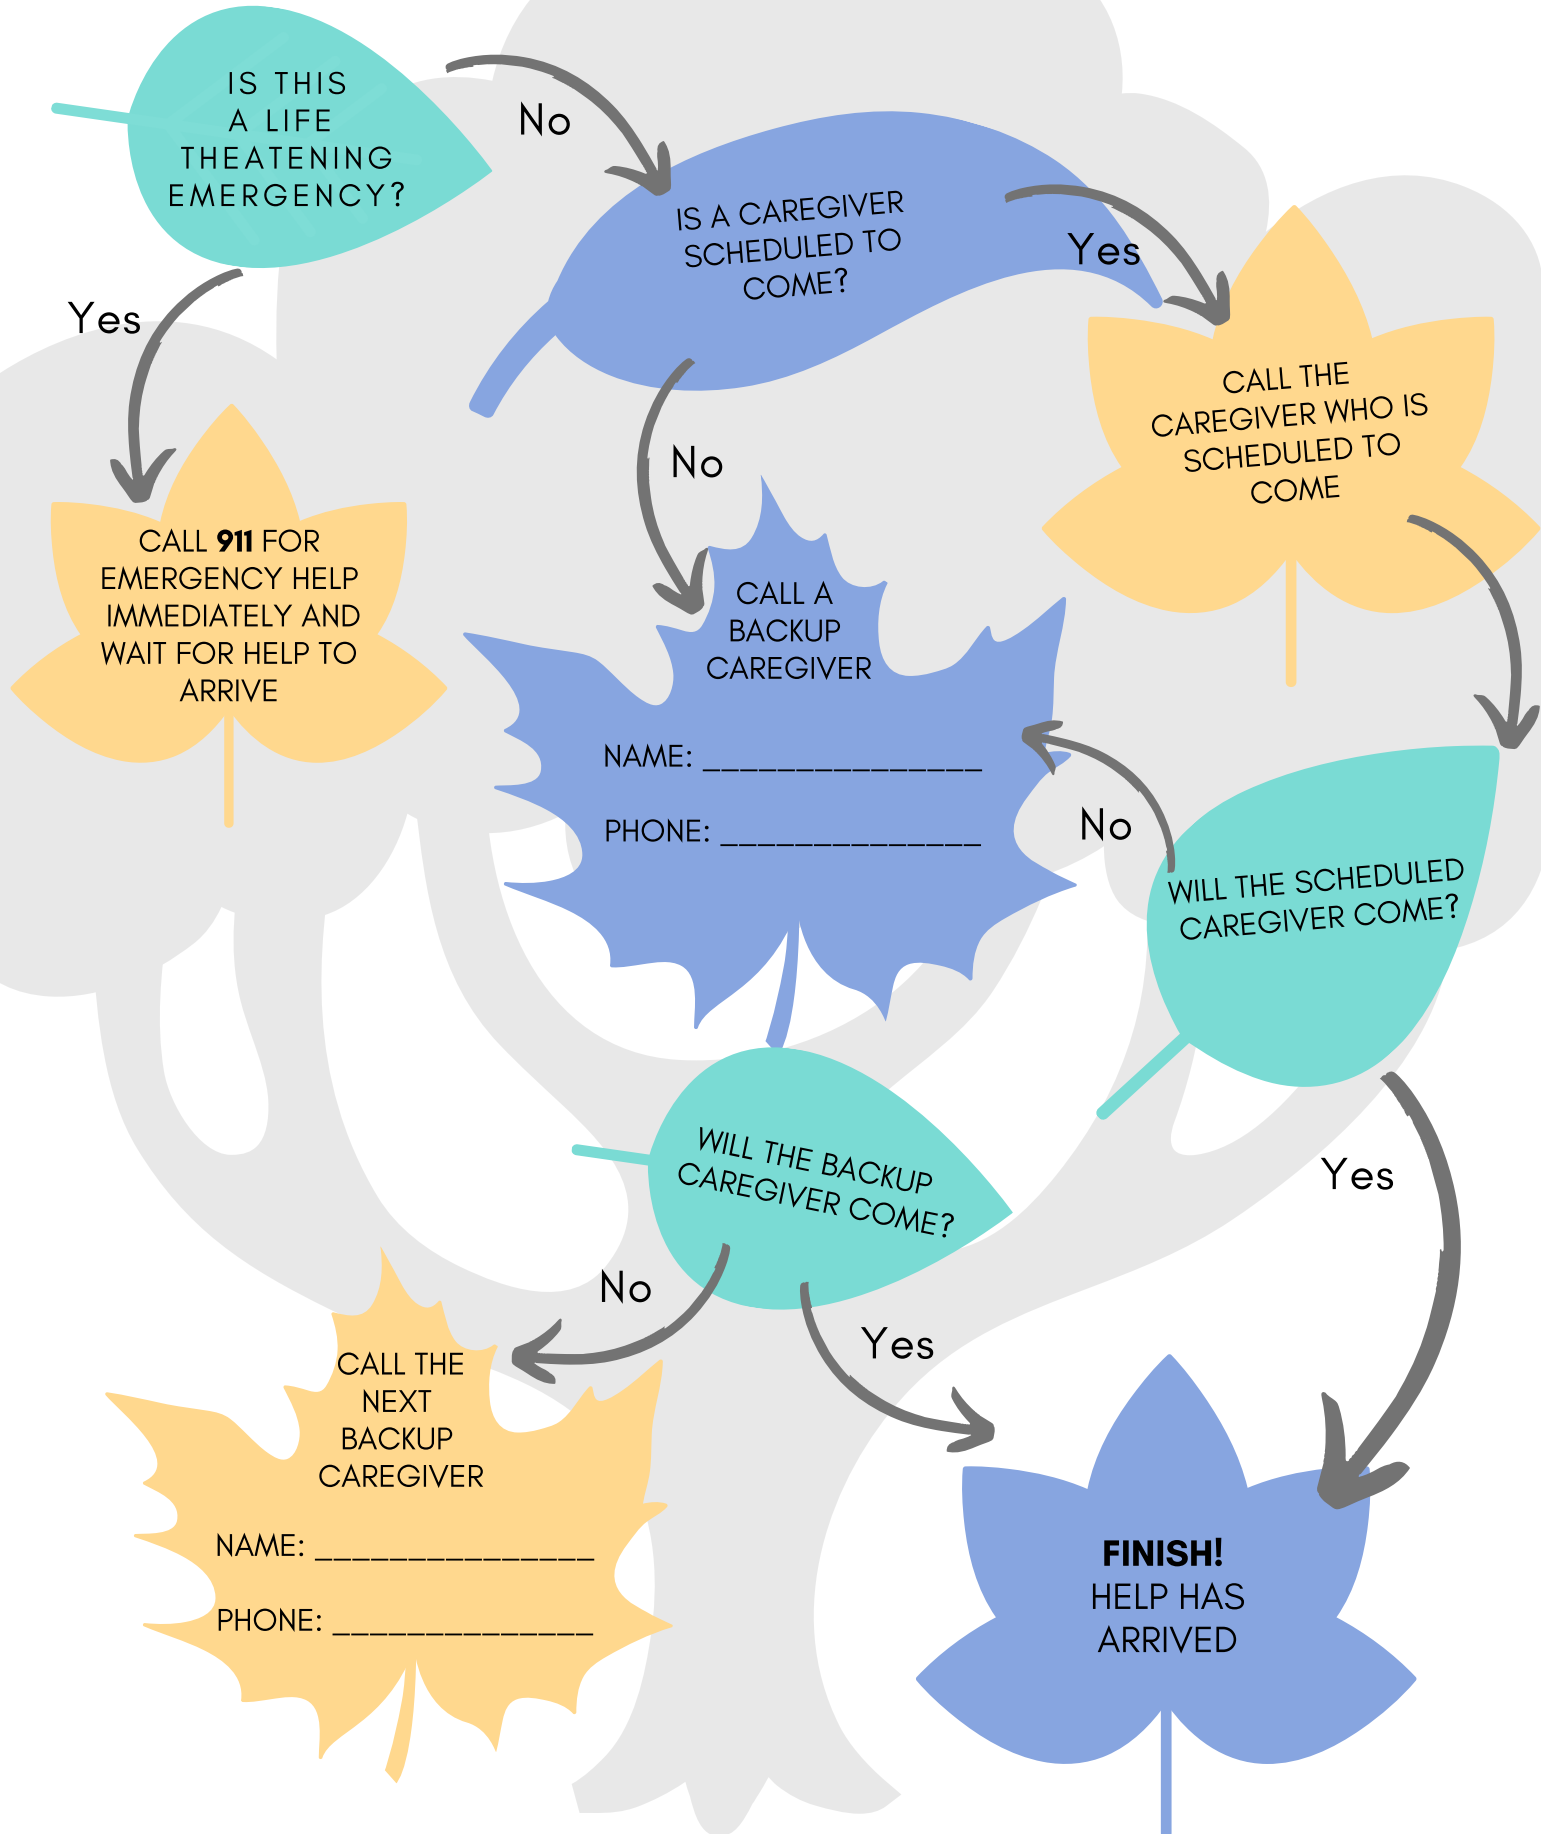 IS THIS
A LIFE
THEATENING
EMERGENCY?
No
Yes
IS A CAREGIVER
SCHEDULED TO
COME?
Yes
No
CALL THE
CAREGIVER WHO IS
SCHEDULED TO
COME
CALL 911 FOR
EMERGENCY HELP
IMMEDIATELY AND
WAIT FOR HELP TO
ARRIVE
CALL A
BACKUP
CAREGIVER
NAME: _______________
PHONE: ______________
No
WILL THE SCHEDULED
CAREGIVER COME?
Yes
WILL THE BACKUP
CAREGIVER COME?
No
Yes
CALL THE
NEXT
BACKUP
CAREGIVER
NAME: _______________
PHONE: ______________
FINISH!
HELP HAS
ARRIVED